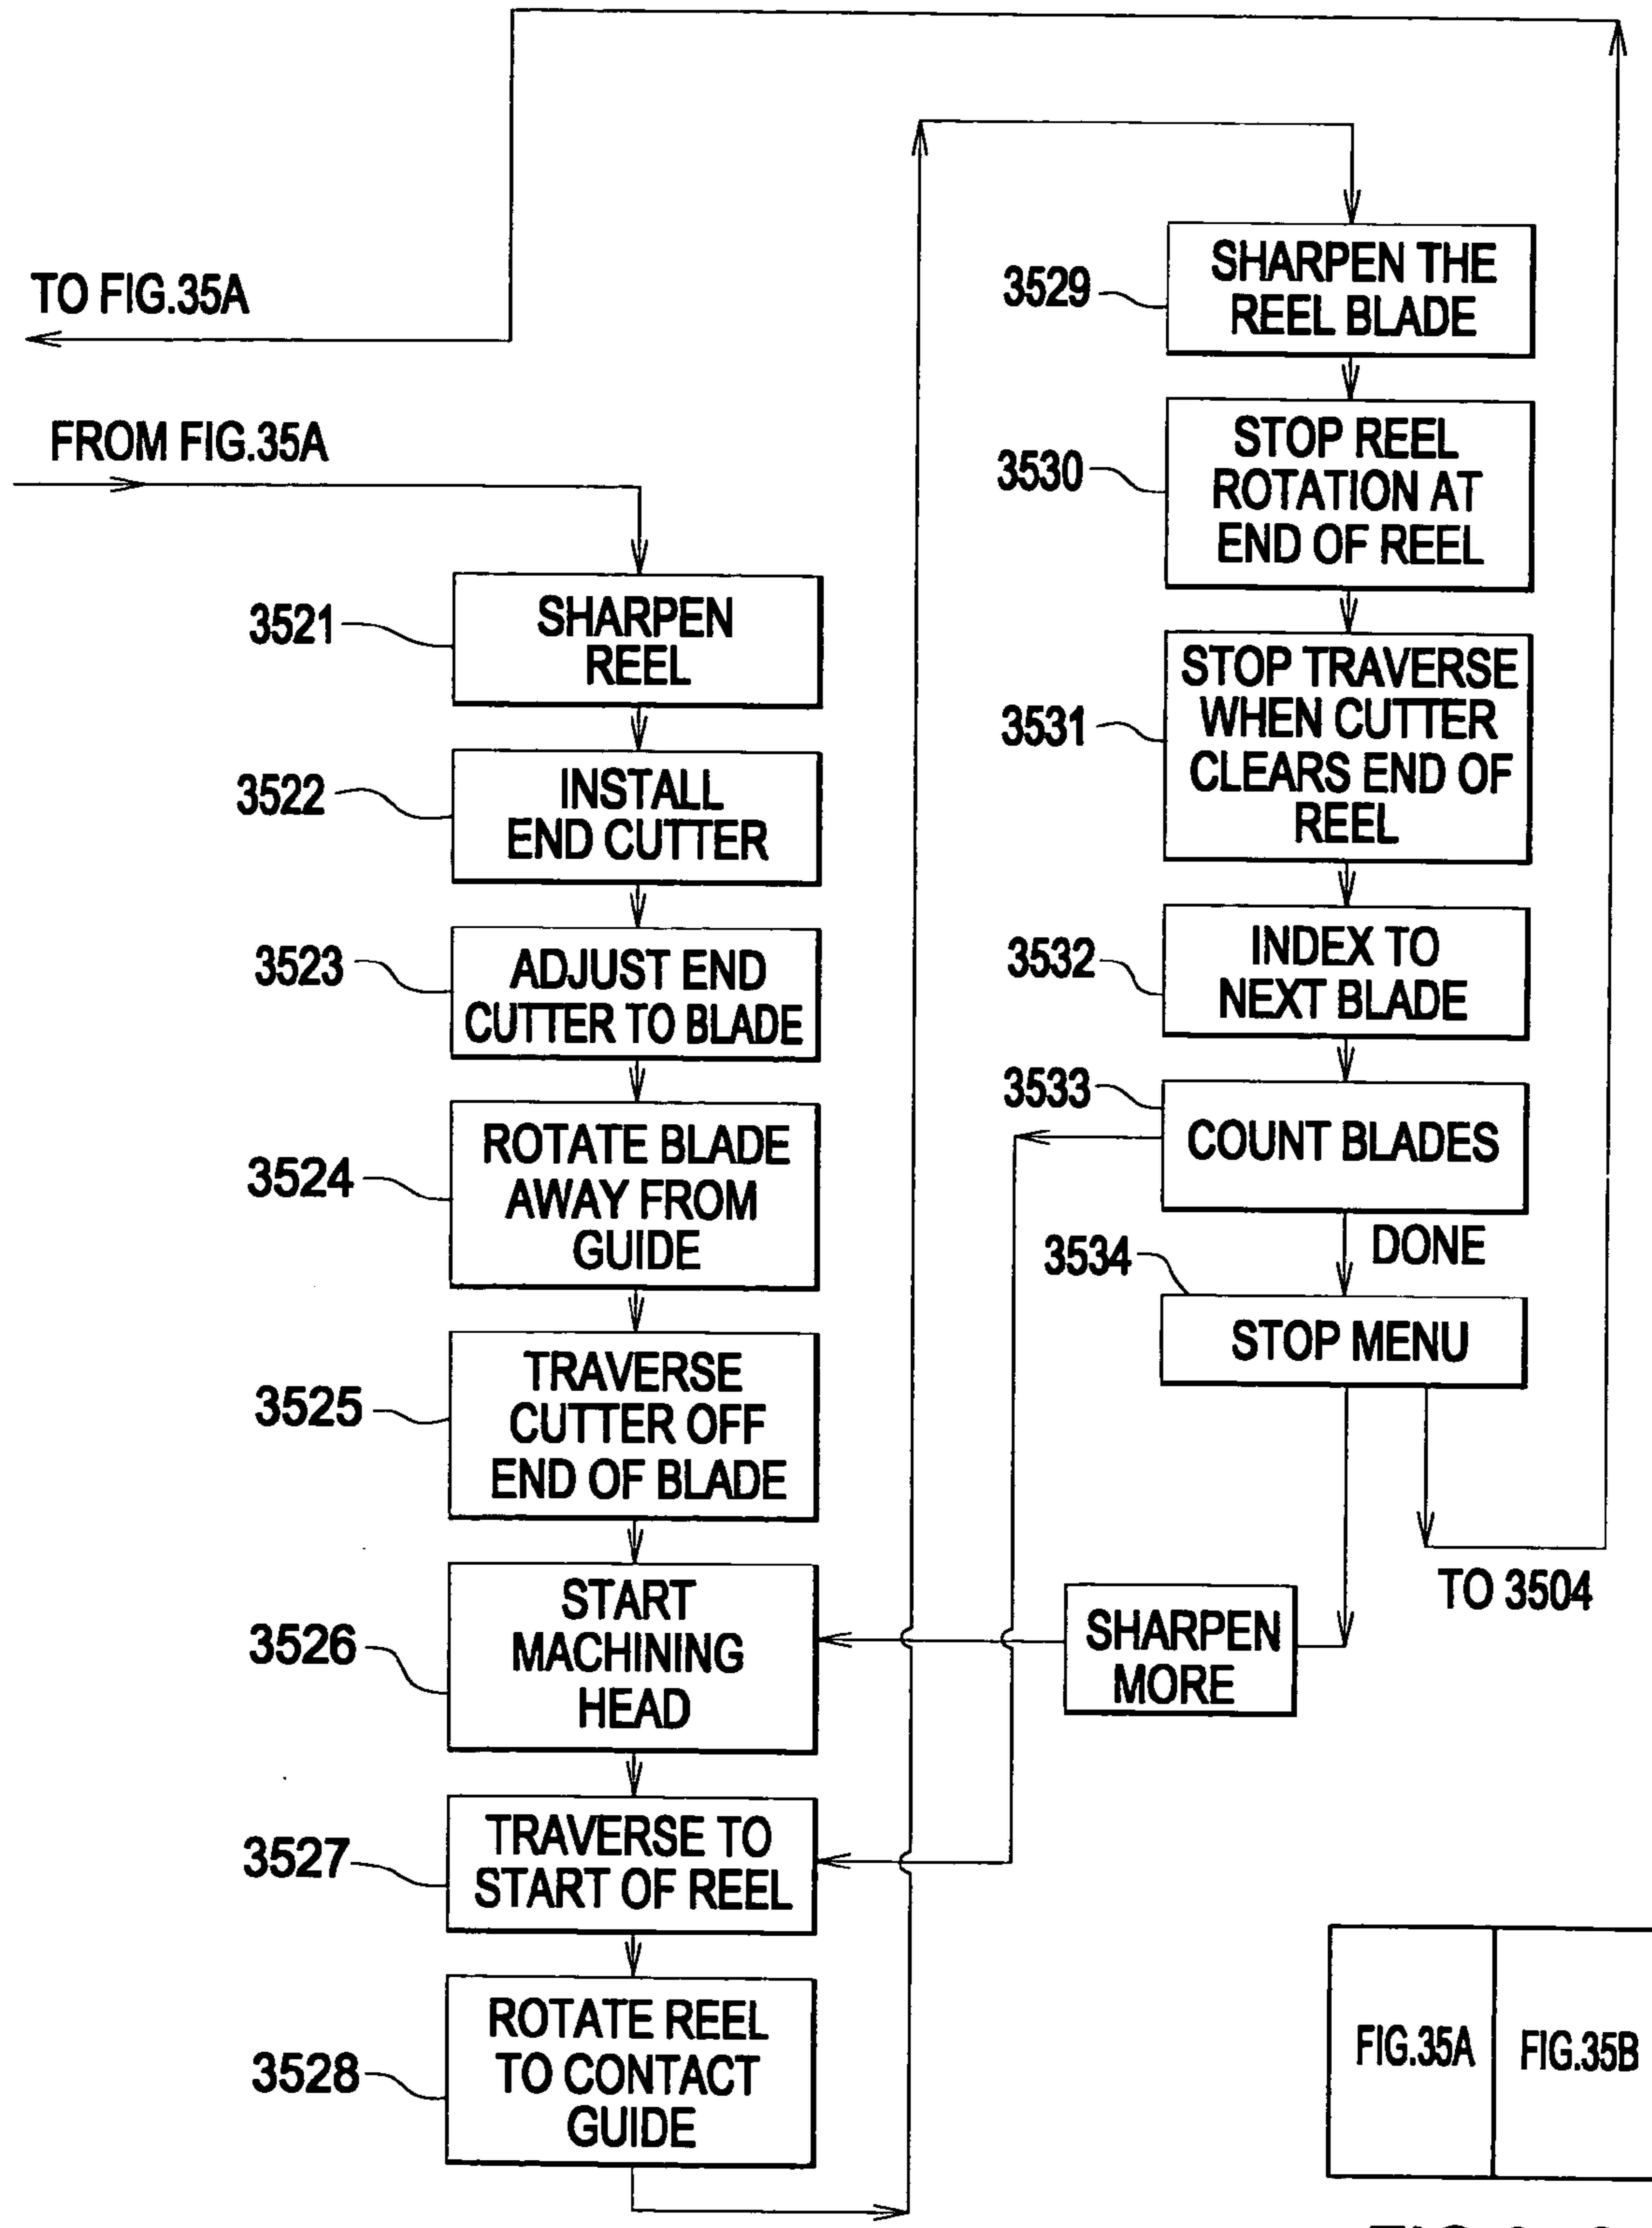 TO FIG.35A
FROM FIG.35A
3521
SHARPEN
REEL
3522
INSTALL
END CUTTER
3523
ADJUST END
CUTTER TO BLADE
3524
ROTATE BLADE
AWAY FROM
GUIDE
3525
TRAVERSE
CUTTER OFF
END OF BLADE
3526
START
MACHINING
HEAD
3527
TRAVERSE TO
START OF REEL
3528
ROTATE REEL
TO CONTACT
GUIDE
3529
SHARPEN THE
REEL BLADE
3530
STOP REEL
ROTATION AT
END OF REEL
3531
STOP TRAVERSE
WHEN CUTTER
CLEARS END OF
REEL
3532
INDEX TO
NEXT BLADE
3533
COUNT BLADES
DONE
3534
STOP MENU
TO 3504
SHARPEN
MORE
FIG.35A
FIG.35B